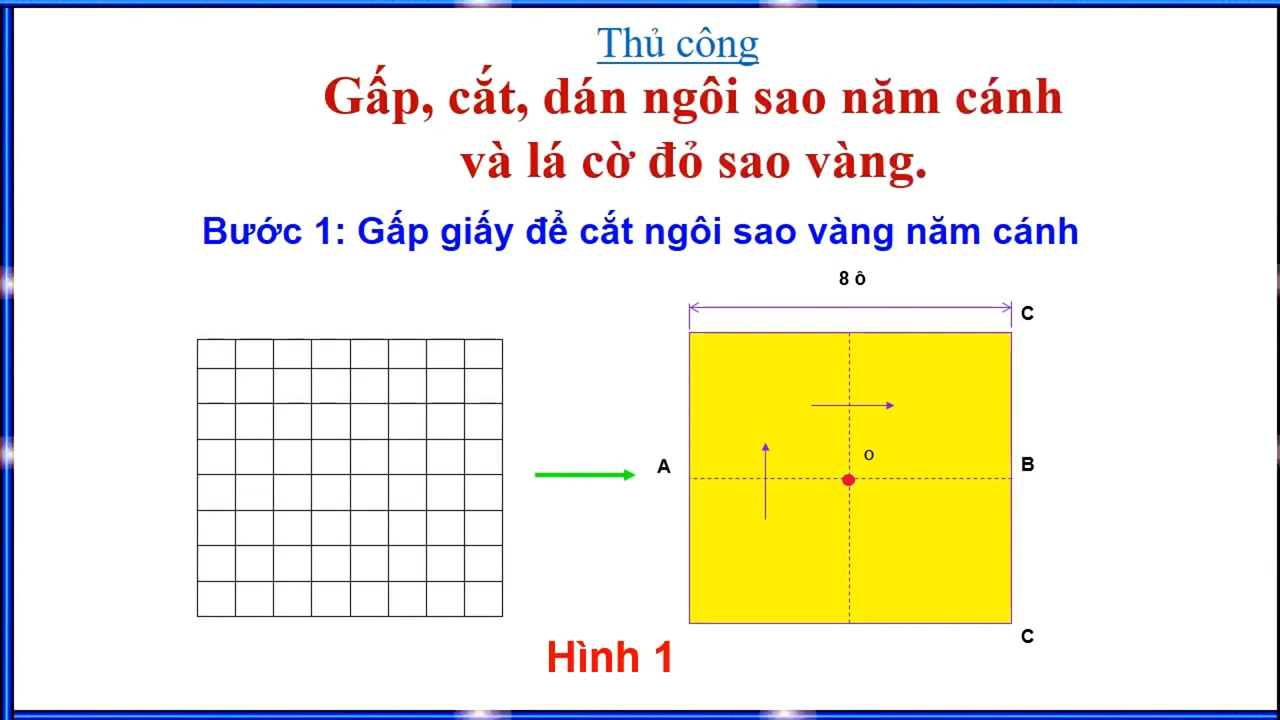 Thủ công
Gấp, cắt, dán ngôi sao năm cánh
và lá cờ đỏ sao vàng.
Bước 1: Gấp giấy để cắt ngôi sao vàng năm cánh
8 ô
C
A
O
B
C
Hình 1